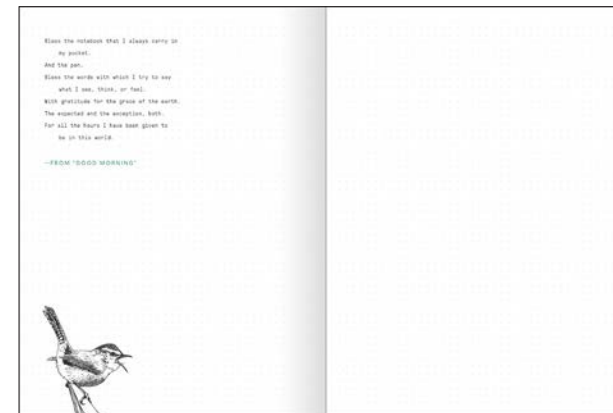 Bless the notebook that I always carry in
my pocket.
And the pen.
Bless the words with which I try to say
what I see, think, or feel.
With gratitude for the grace of the earth.
The expected and the exception, both.
For all the hours I have been given to
be in this world.
—FROM "GOOD MORNING"